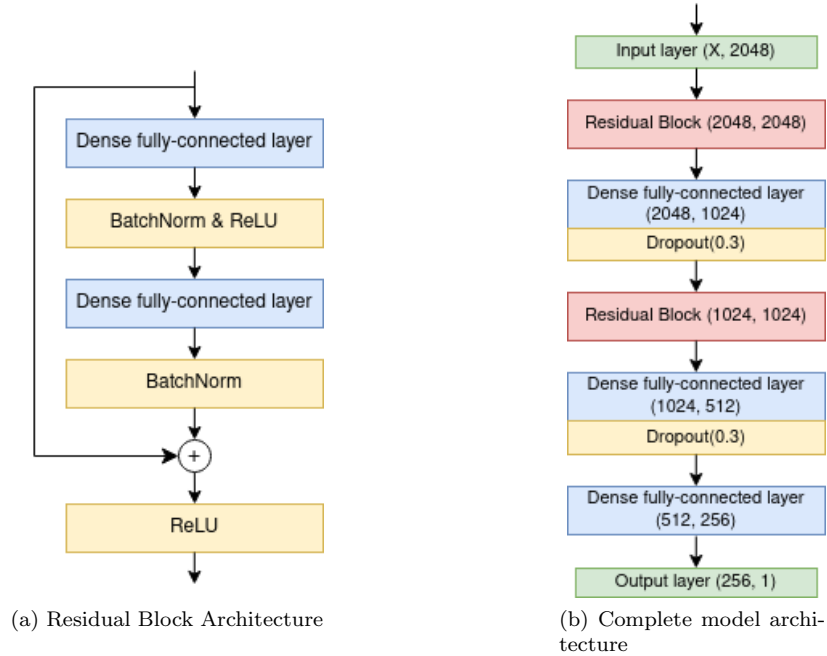 Dense fully-connected layer
BatchNorm & ReLU
Dense fully-connected layer
BatchNorm
+
ReLU
(a) Residual Block Architecture
Input layer (X, 2048)
Residual Block (2048, 2048)
Dense fully-connected layer
(2048, 1024)
Dropout(0.3)
Residual Block (1024, 1024)
Dense fully-connected layer
(1024, 512)
Dropout(0.3)
Dense fully-connected layer
(512, 256)
Output layer (256, 1)
(b) Complete model archi-
tecture